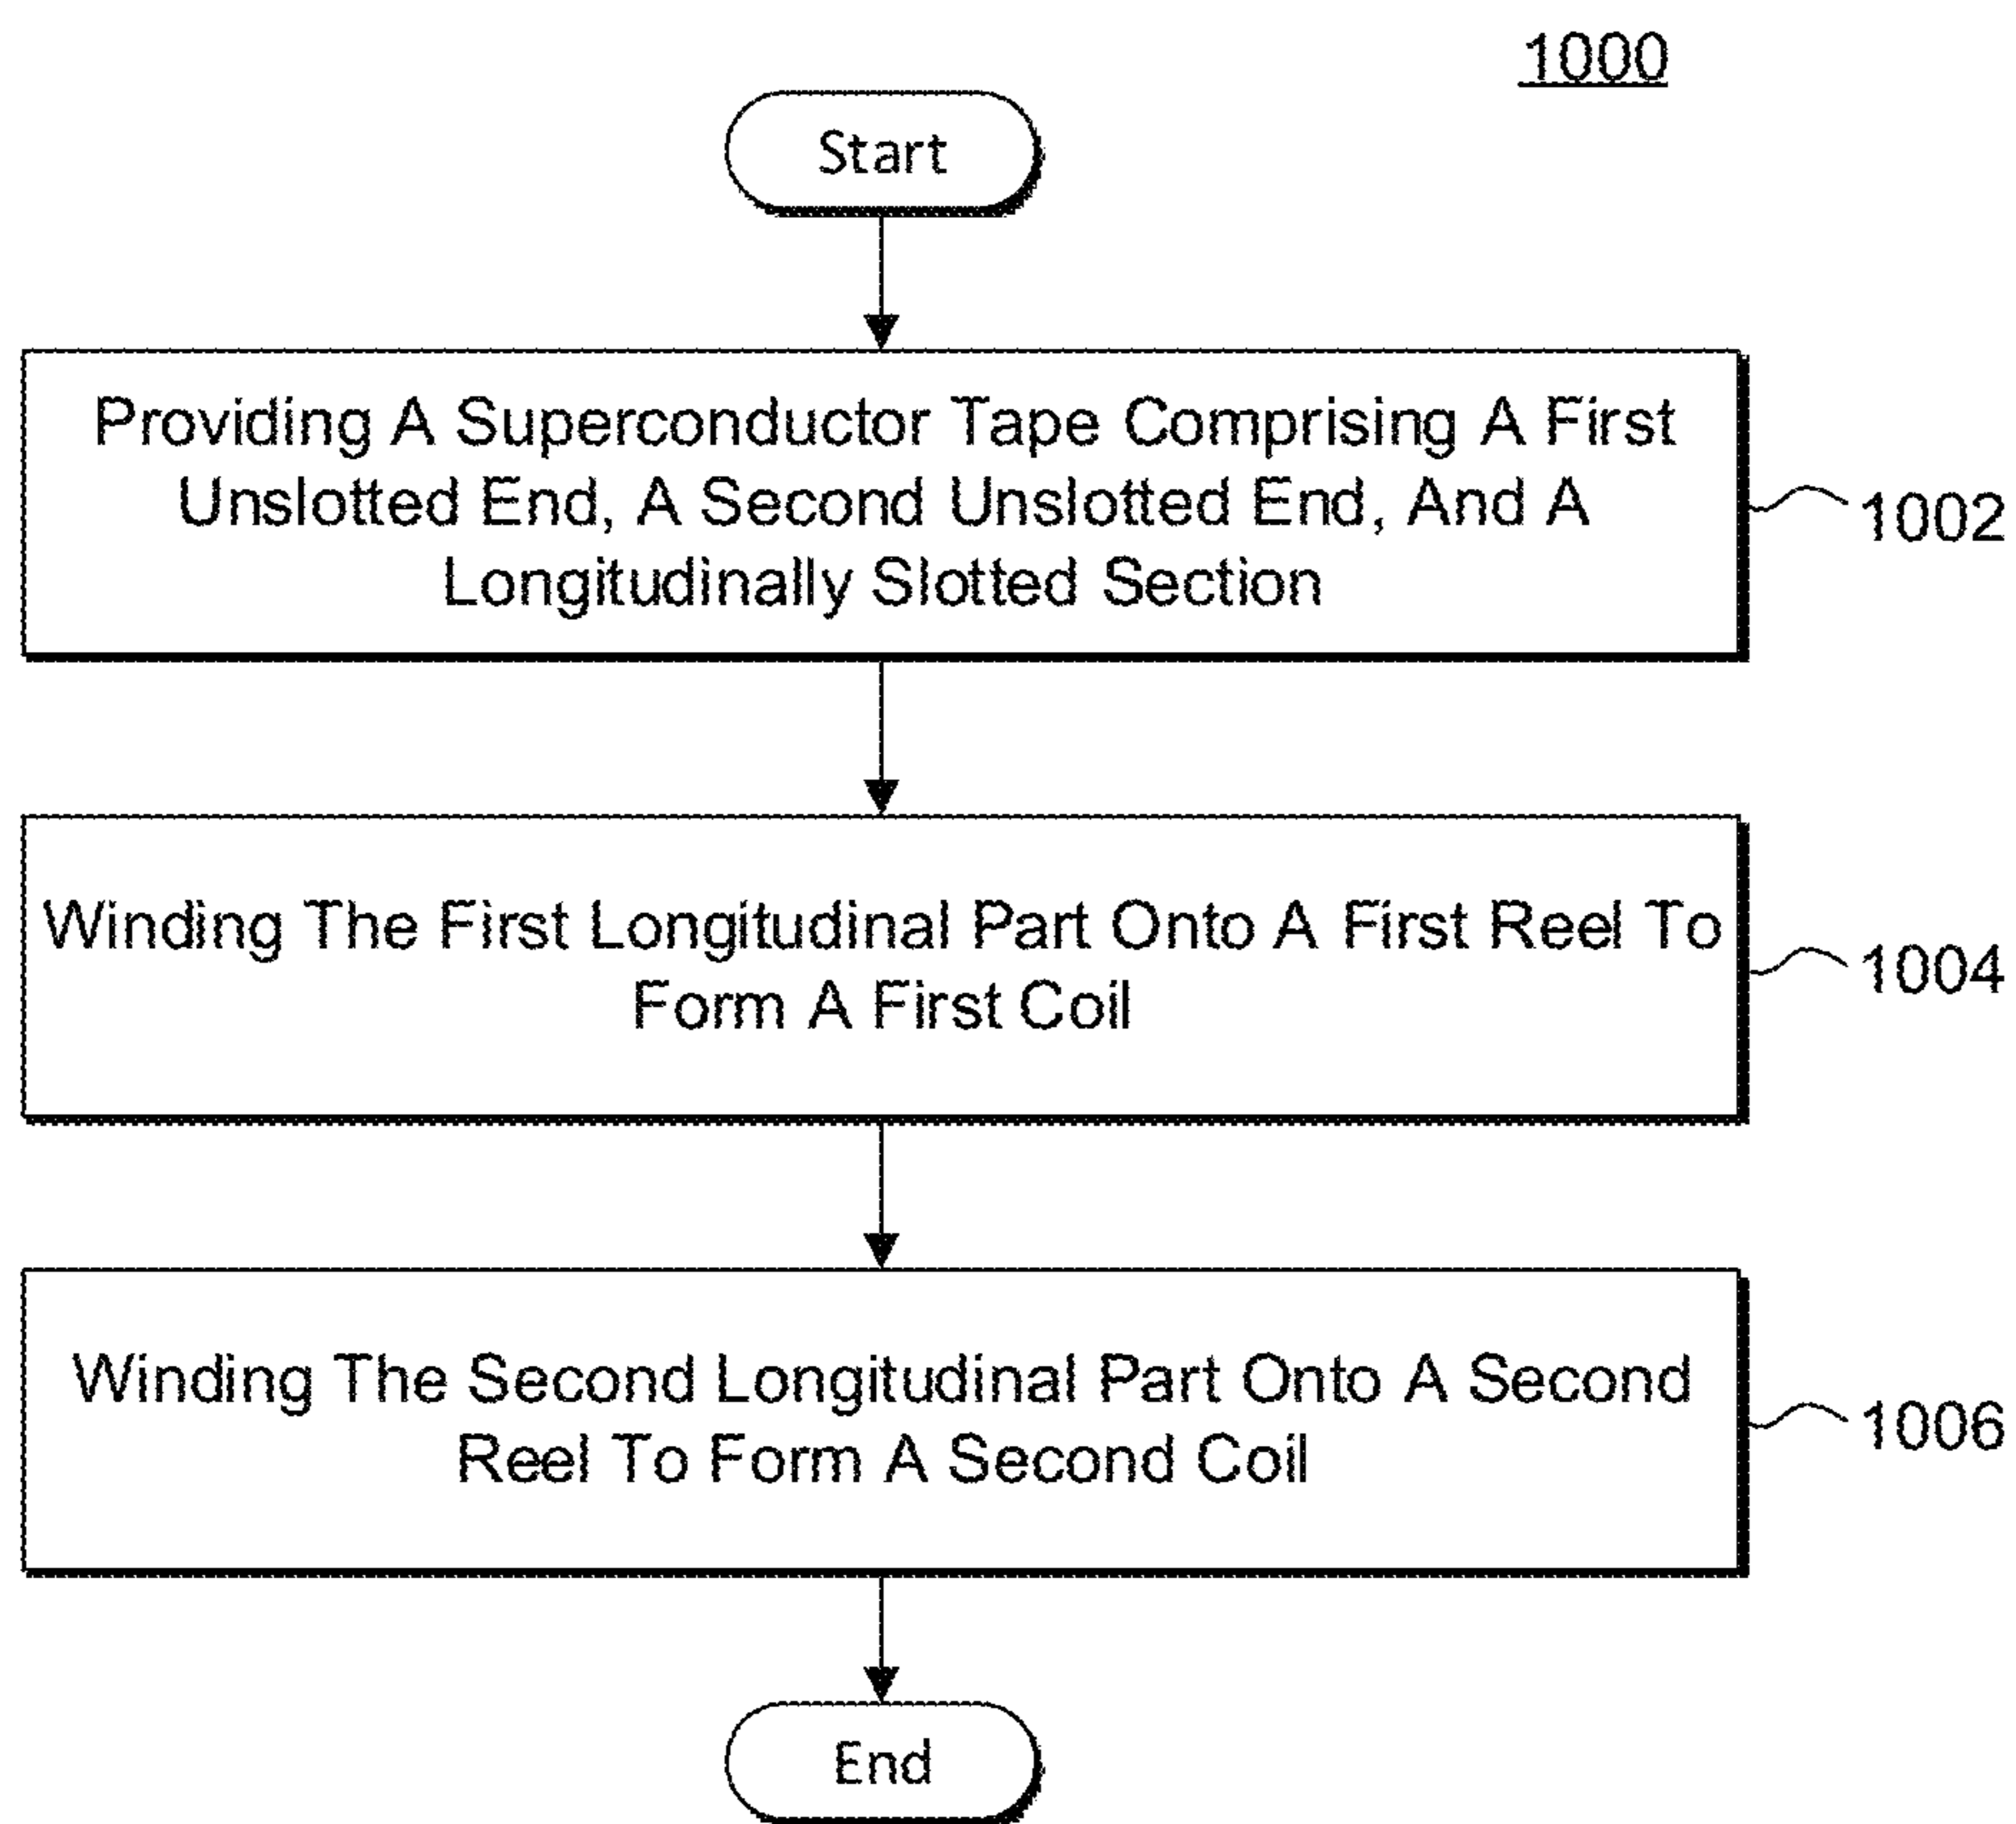 1000
Start
Providing A Superconductor Tape Comprising A First
Unslotted End, A Second Unslotted End, And A
Longitudinally Slotted Section
1002
Winding The First Longitudinal Part Onto A First Reel To
Form A First Coil
1004
Winding The Second Longitudinal Part Onto A Second
Reel To Form A Second Coil
1006
End